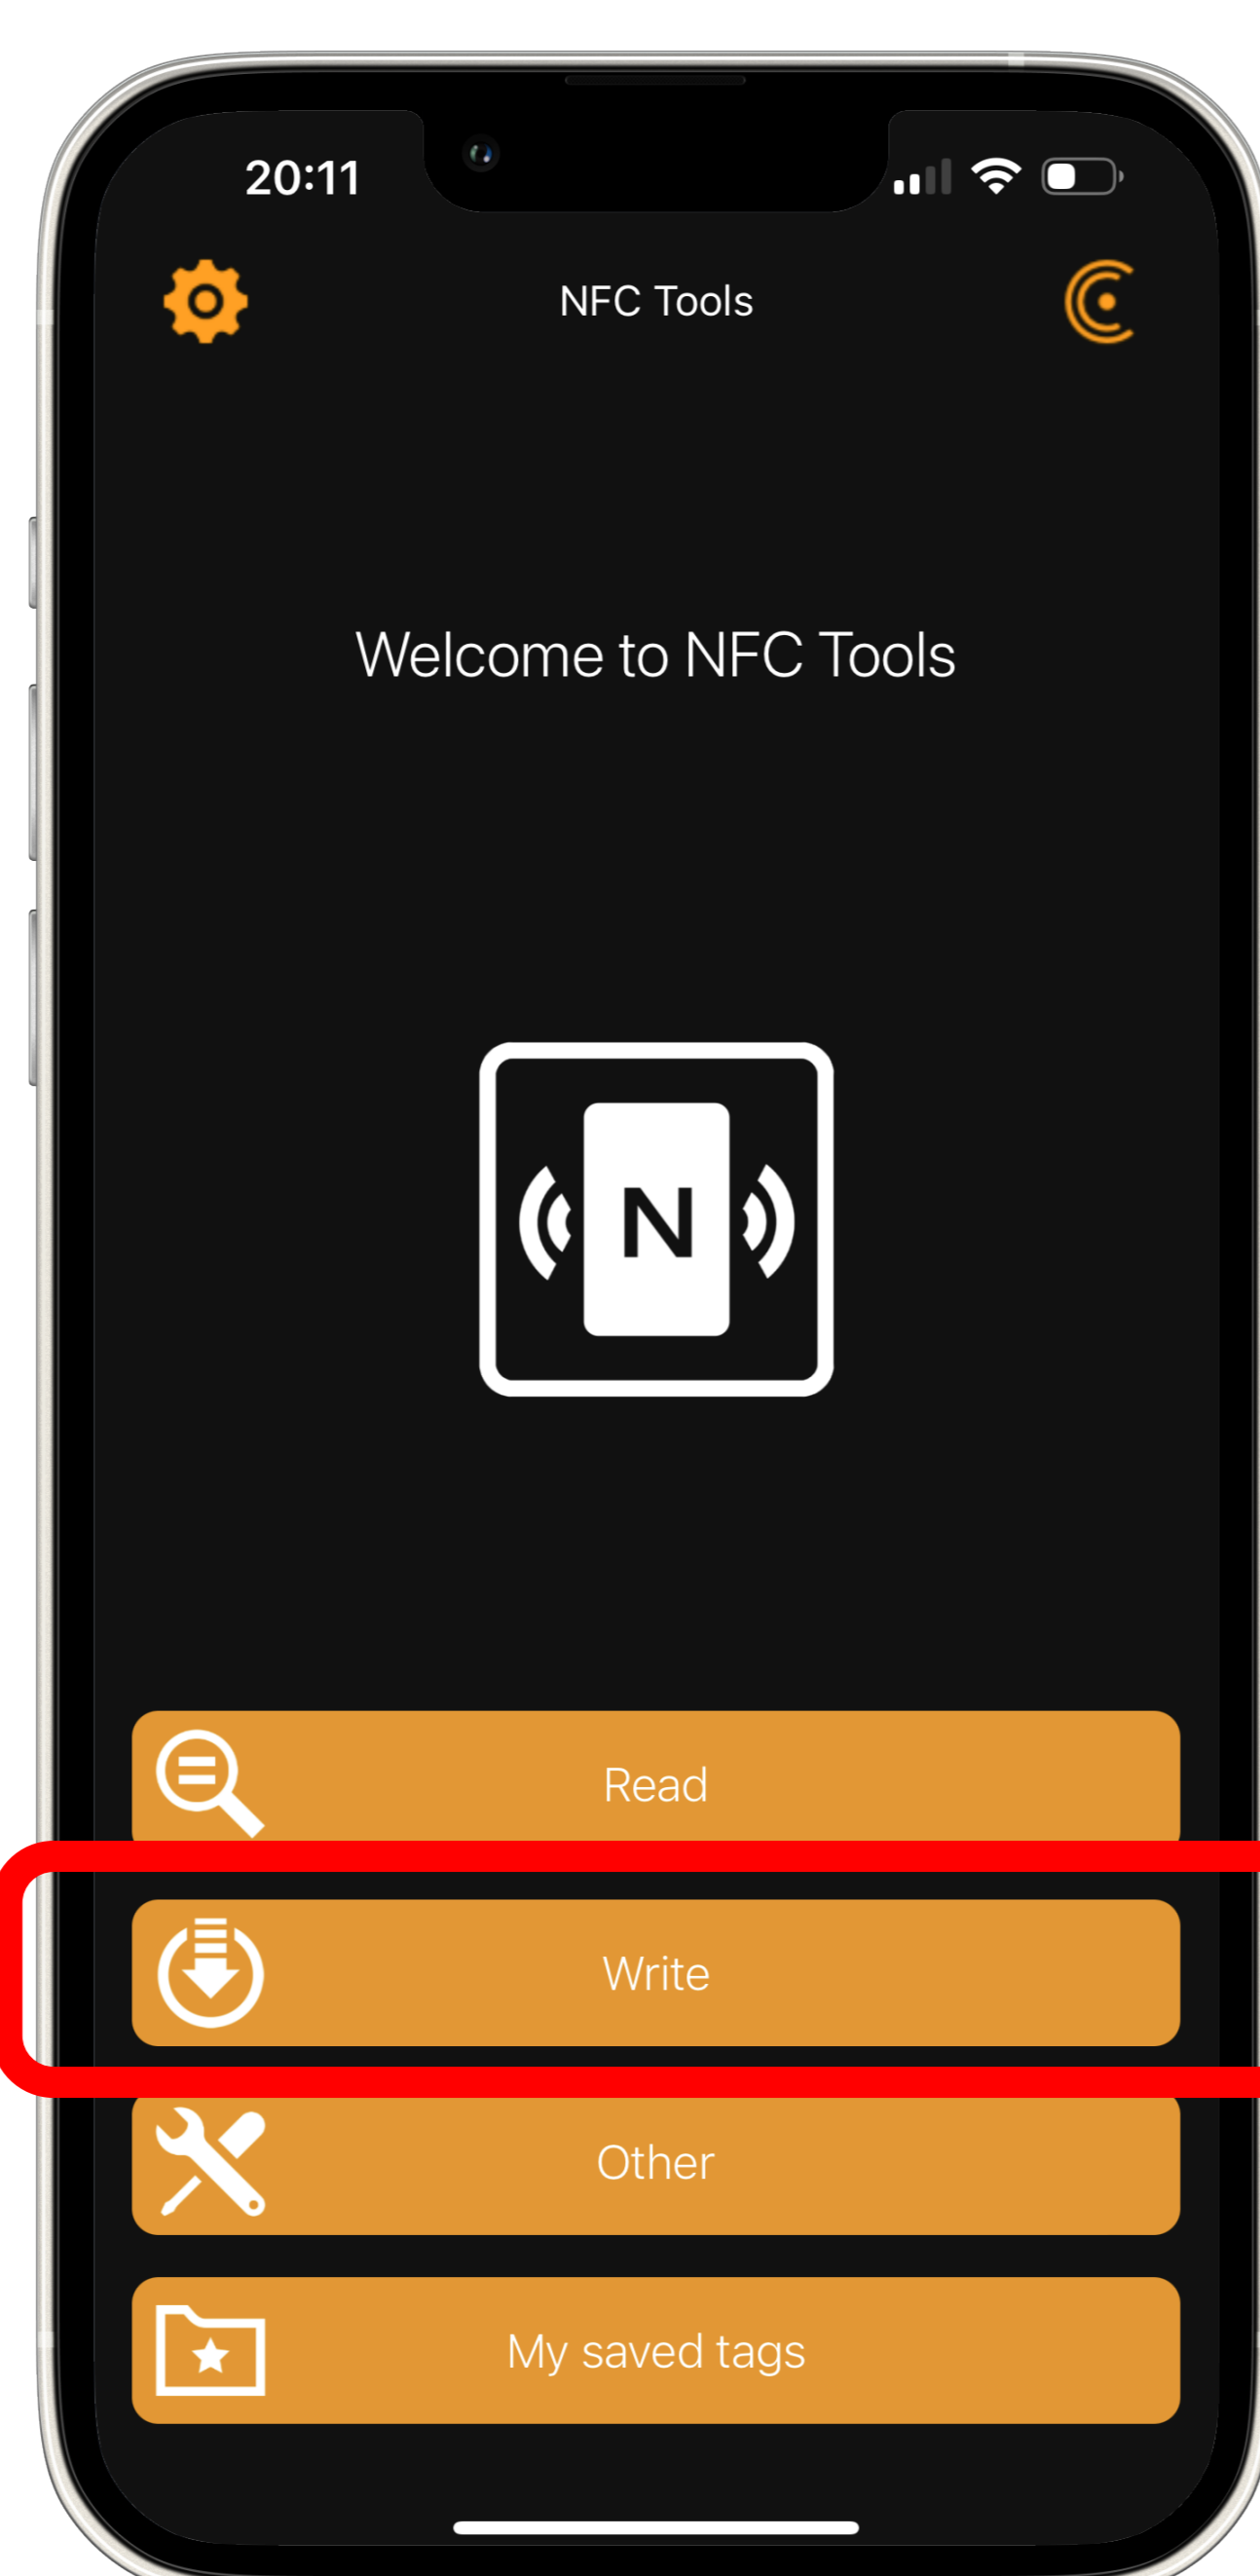 20:11
NFC Tools
Welcome to NFC Tools
N
Read
Write
Other
My saved tags